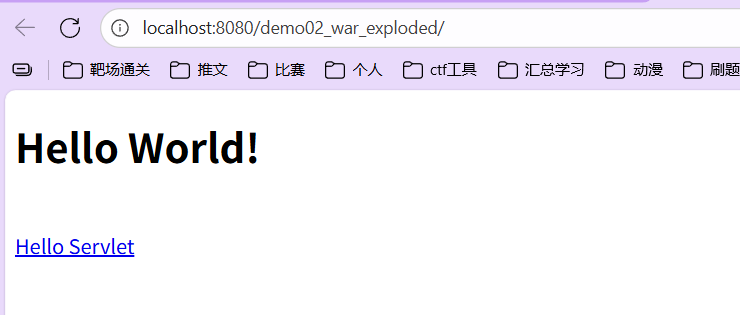 localhost:8080/demo02_war_exploded/
靶场通关 推文 比赛 个人 ctf工具 汇总学习 动漫 刷题
Hello World!
Hello Servlet